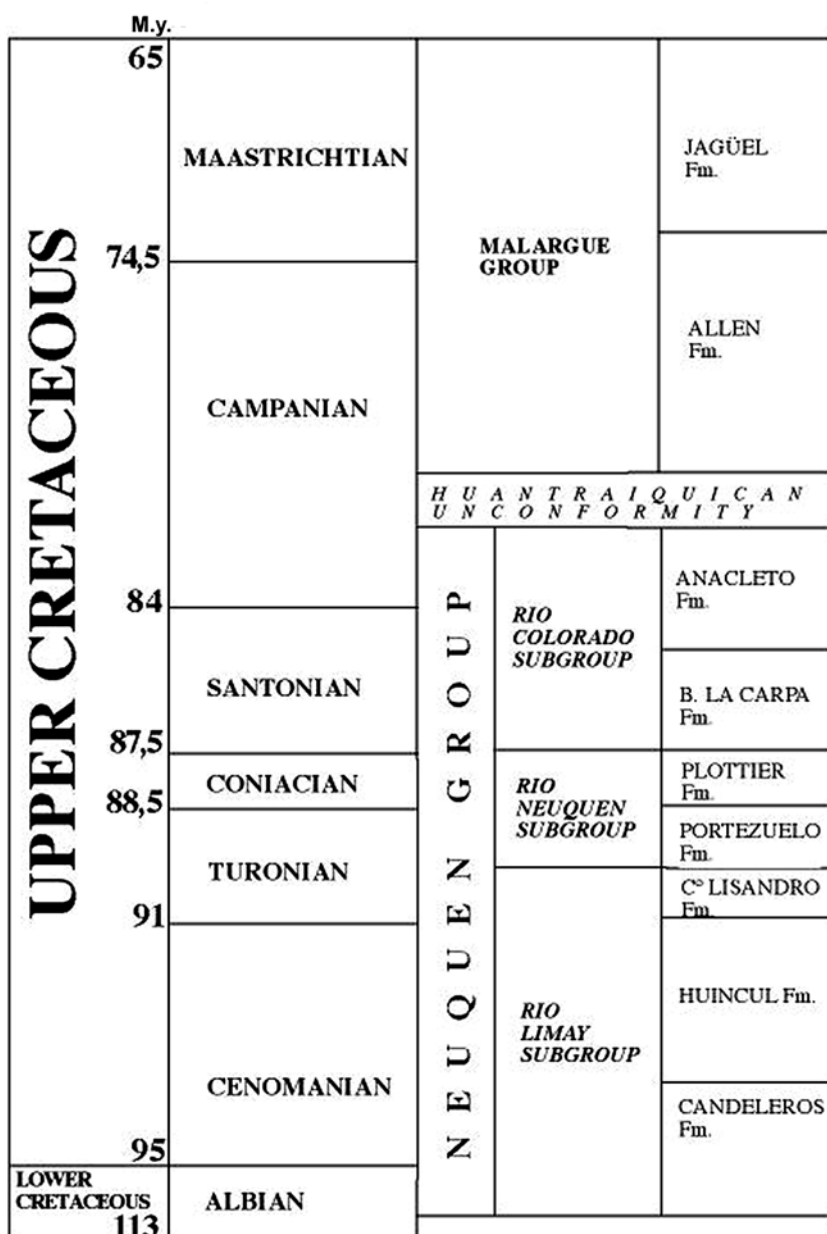 M.y.
65
MAASTRICHTIAN
JAGÜEL
Fm.
MALARGUE
GROUP
74,5
ALLEN
Fm.
CAMPANIAN
HUANTRAIQUICAN
UNCONFORMITY
UPPER CRETACEOUS
NEUQUEN GROUP
RIO
COLORADO
SUBGROUP
ANACLETO
Fm.
84
SANTONIAN
B. LA CARPA
Fm.
87,5
CONIACIAN
RIO
NEUQUEN
SUBGROUP
PLOTTIER
Fm.
88,5
PORTEZUELO
Fm.
TURONIAN
Cº LISANDRO
Fm.
91
RIO
LIMAY
SUBGROUP
HUINCUL Fm.
CENOMANIAN
CANDELEROS
Fm.
95
LOWER
CRETACEOUS
113
ALBIAN